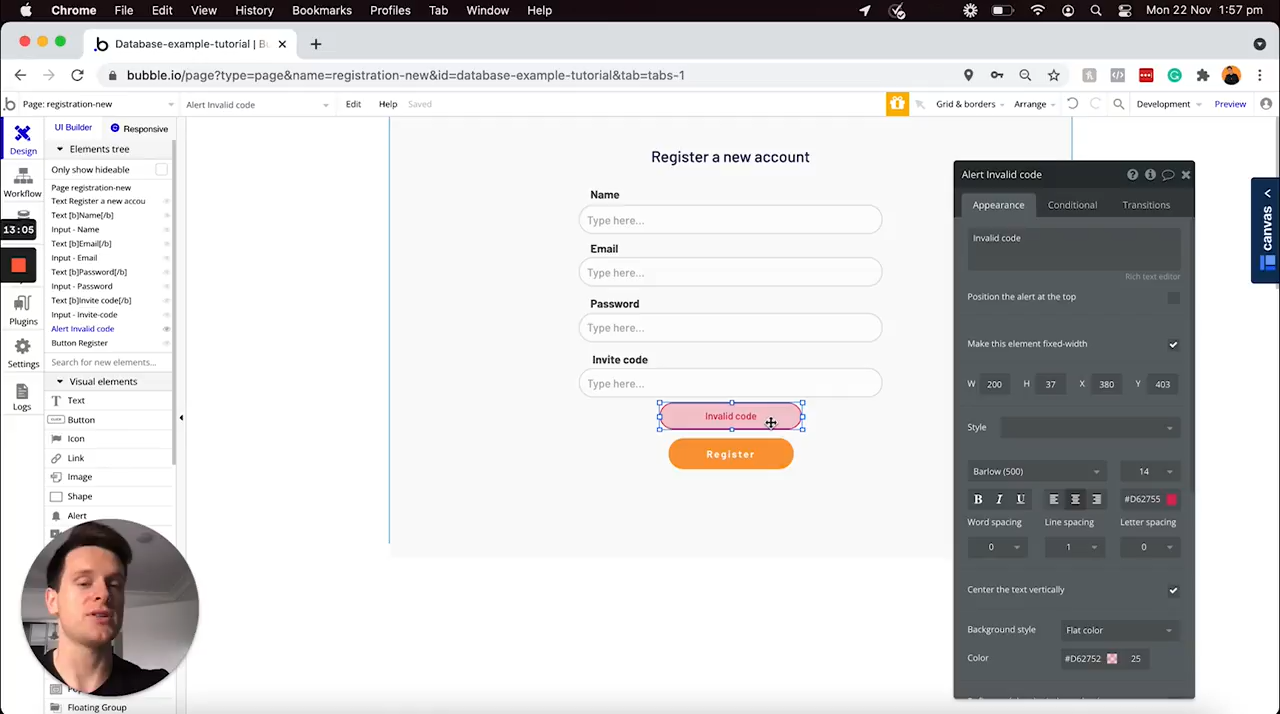 Chrome File Edit View History Bookmarks Profiles Tab Window Help Mon 22 Nov 1:57 pm
Database-example-tutorial | Bu
bubble.io/page?type=page&name=registration-new&id=database-example-tutorial&tab=tabs-1
Page: registration-new Alert Invalid code Edit Help Saved Grid & borders Arrange Development Preview
Design
Workflow
13:05
Plugins
Settings
Logs
UI Builder Responsive
Elements tree
Only show hideable
Page registration-new
Text Register a new accou
Text [b]Name[/b]
Input - Name
Text [b]Email[/b]
Input - Email
Text [b]Password[/b]
Input - Password
Text [b]Invite code[/b]
Input - Invite-code
Alert Invalid code
Button Register
Search for new elements...
Visual elements
Text
Button
Icon
Link
Image
Shape
Alert
Floating Group
Register a new account
Name
Type here...
Email
Type here...
Password
Type here...
Invite code
Type here...
Invalid code
Register
Alert Invalid code
Appearance Conditional Transitions
Invalid code
Rich text editor
Position the alert at the top
Make this element fixed-width
W 200 H 37 X 380 Y 403
Style
Barlow (500) 14
B I U #D62755
Word spacing Line spacing Letter spacing
0 1 0
Center the text vertically
Background style Flat color
Color #D62752 25
canvas